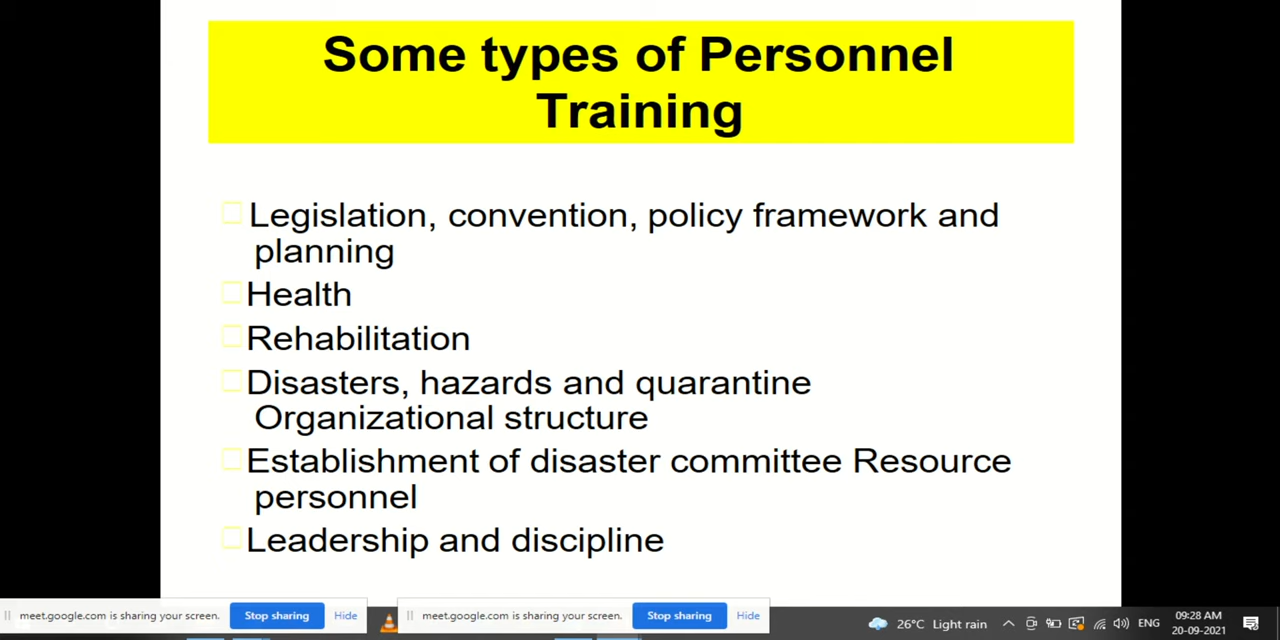 Some types of Personnel
Training
Legislation, convention, policy framework and
planning
Health
Rehabilitation
Disasters, hazards and quarantine
Organizational structure
Establishment of disaster committee Resource
personnel
Leadership and discipline
meet.google.com is sharing your screen. Stop sharing Hide
meet.google.com is sharing your screen. Stop sharing Hide
26°C Light rain
ENG
09:28 AM
20-09-2021